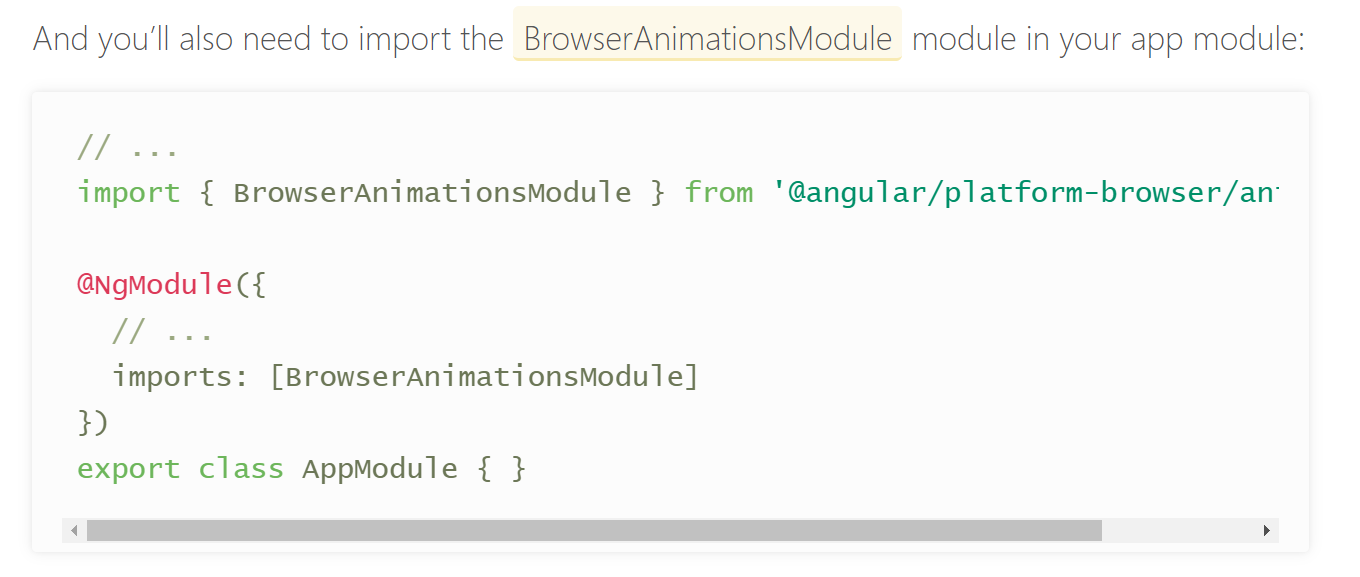 And you’ll also need to import the BrowserAnimationsModule module in your app module:
// ...
import { BrowserAnimationsModule } from '@angular/platform-browser/an
@NgModule({
// ...
imports: [BrowserAnimationsModule]
})
export class AppModule { }